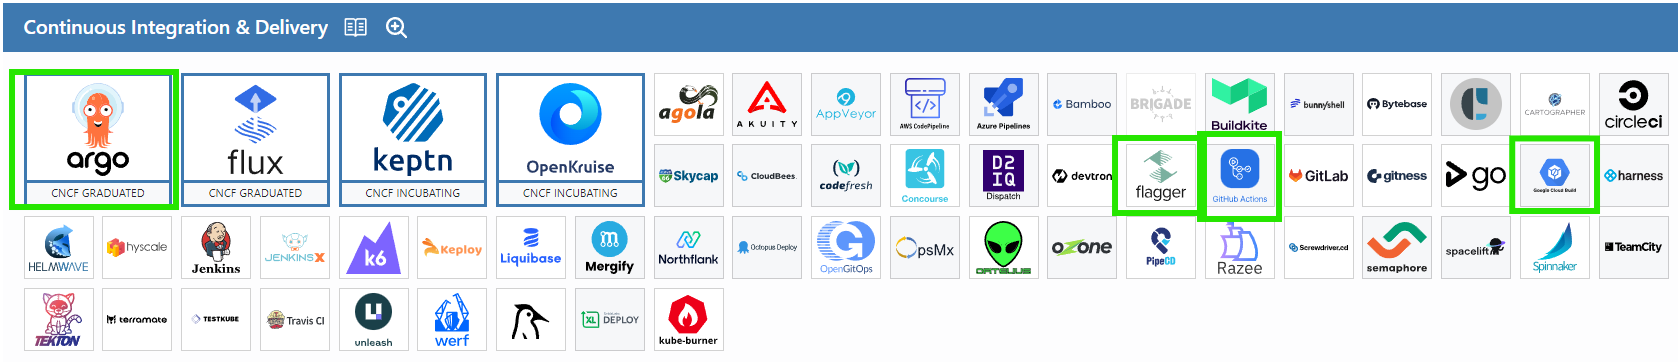 Continuous Integration & Delivery
argo
CNCF GRADUATED
flux
CNCF GRADUATED
keptn
CNCF INCUBATING
OpenKruise
CNCF INCUBATING
agola
AKUITY
AppVeyor
AWS CodePipeline
Azure Pipelines
Bamboo
BRIGADE
Buildkite
bunnyshell
Bytebase
CARTOGRAPHER
circleci
Skycap
CloudBees
codefresh
Concourse
D2
IQ
Dispatch
devtron
flagger
GitHub Actions
GitLab
gitness
go
Google Cloud Build
harness
HELMWAVE
hyscale
Jenkins
JENKINS X
k6
Keploy
Liquibase
Mergify
Northflank
Octopus Deploy
OpenGitOps
OpsMx
ORTELIUS
OZONE
PipeCD
Razee
Screwdriver.cd
semaphore
spacelift
Spinnaker
TeamCity
TEKTON
terramate
TESTKUBE
Travis CI
unleash
werf
XL
DEPLOY
kube-burner